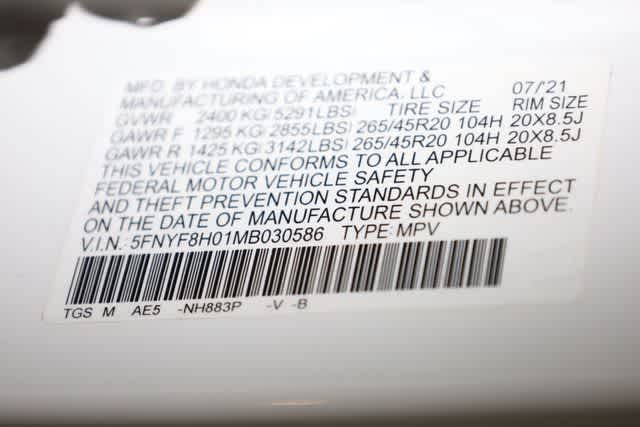 MFD. BY HONDA DEVELOPMENT &
MANUFACTURING OF AMERICA, LLC 07/'21
GVWR 2400 KG(5291LBS) TIRE SIZE RIM SIZE
GAWR F 1295 KG(2855LBS) 265/45R20 104H 20X8.5J
GAWR R 1425 KG(3142LBS) 265/45R20 104H 20X8.5J
THIS VEHICLE CONFORMS TO ALL APPLICABLE
FEDERAL MOTOR VEHICLE SAFETY
AND THEFT PREVENTION STANDARDS IN EFFECT
ON THE DATE OF MANUFACTURE SHOWN ABOVE.
V.I.N.: 5FNYF8H01MB030586 TYPE: MPV
TGS M AE5 -NH883P -V -B